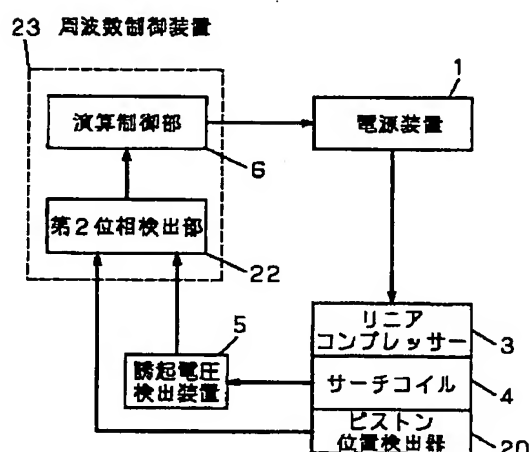 23 周波数制御装置
1
演算制御部
電源装置
6
第2位相検出部
22
5
リニア
コンプレッサー
3
誘起電圧
検出装置
サーチコイル
4
ピストン
位置検出器
20